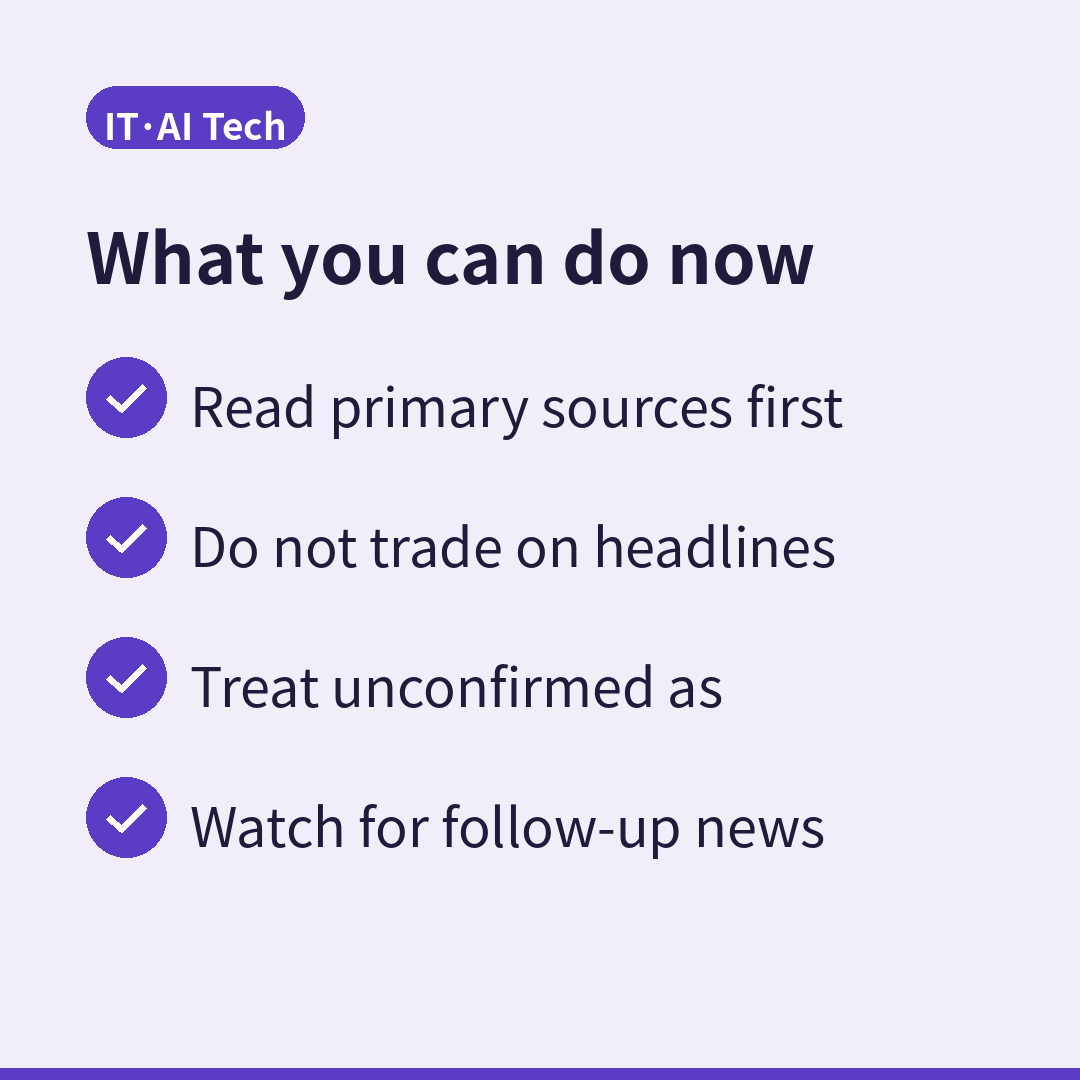 IT·AI Tech
What you can do now
Read primary sources first
Do not trade on headlines
Treat unconfirmed as
Watch for follow-up news